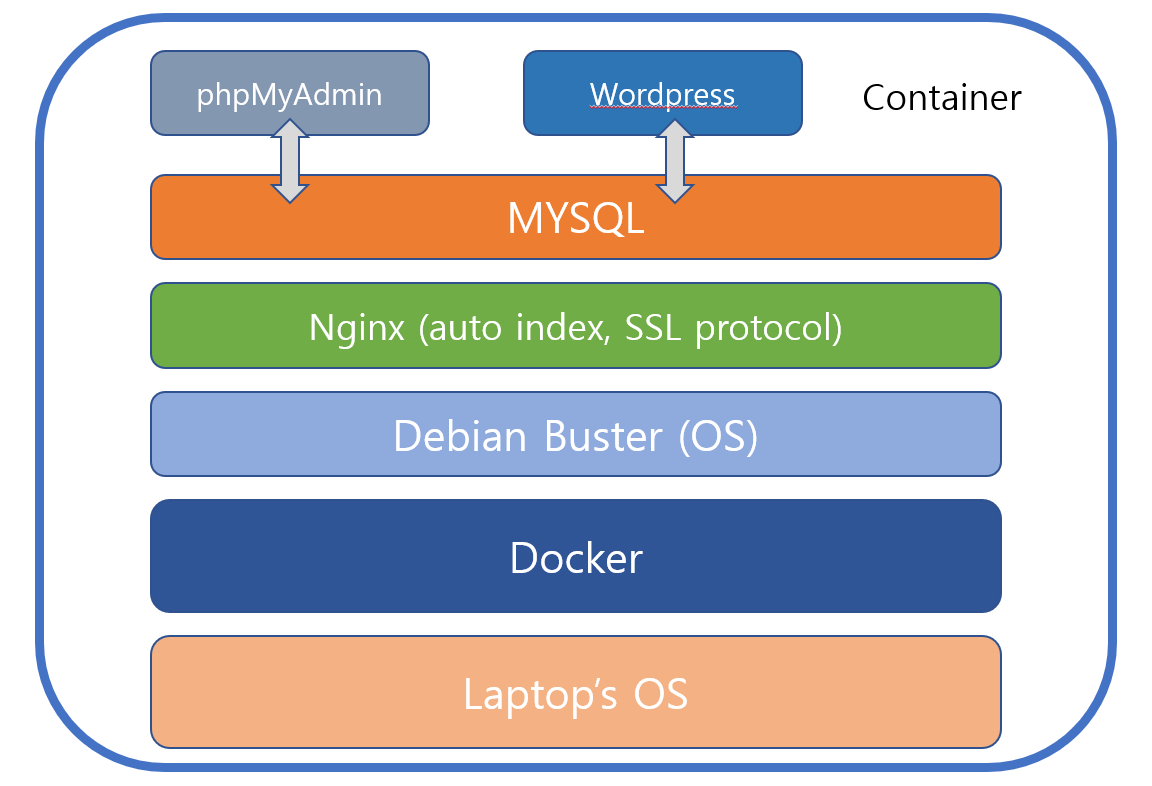 phpMyAdmin
Wordpress
Container
MYSQL
Nginx (auto index, SSL protocol)
Debian Buster (OS)
Docker
Laptop’s OS